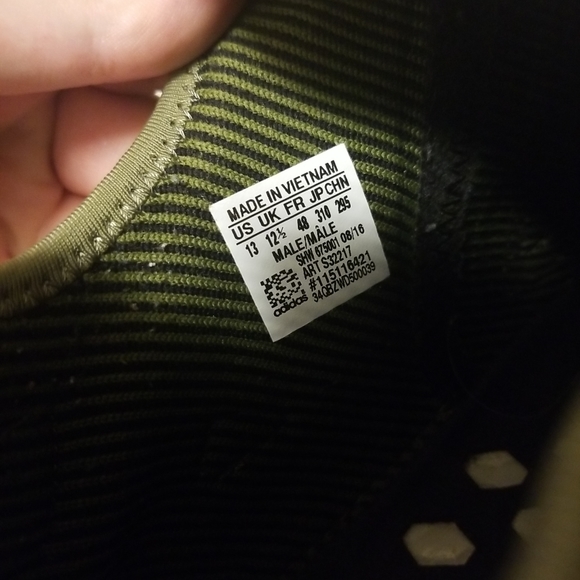 MADE IN VIETNAM
US UK FR JP CHN
13 12½ 48 310 295
MALE/MÂLE
SHW 675001 08/16
ART S32217
#115116421
34QBZWD500039
adidas